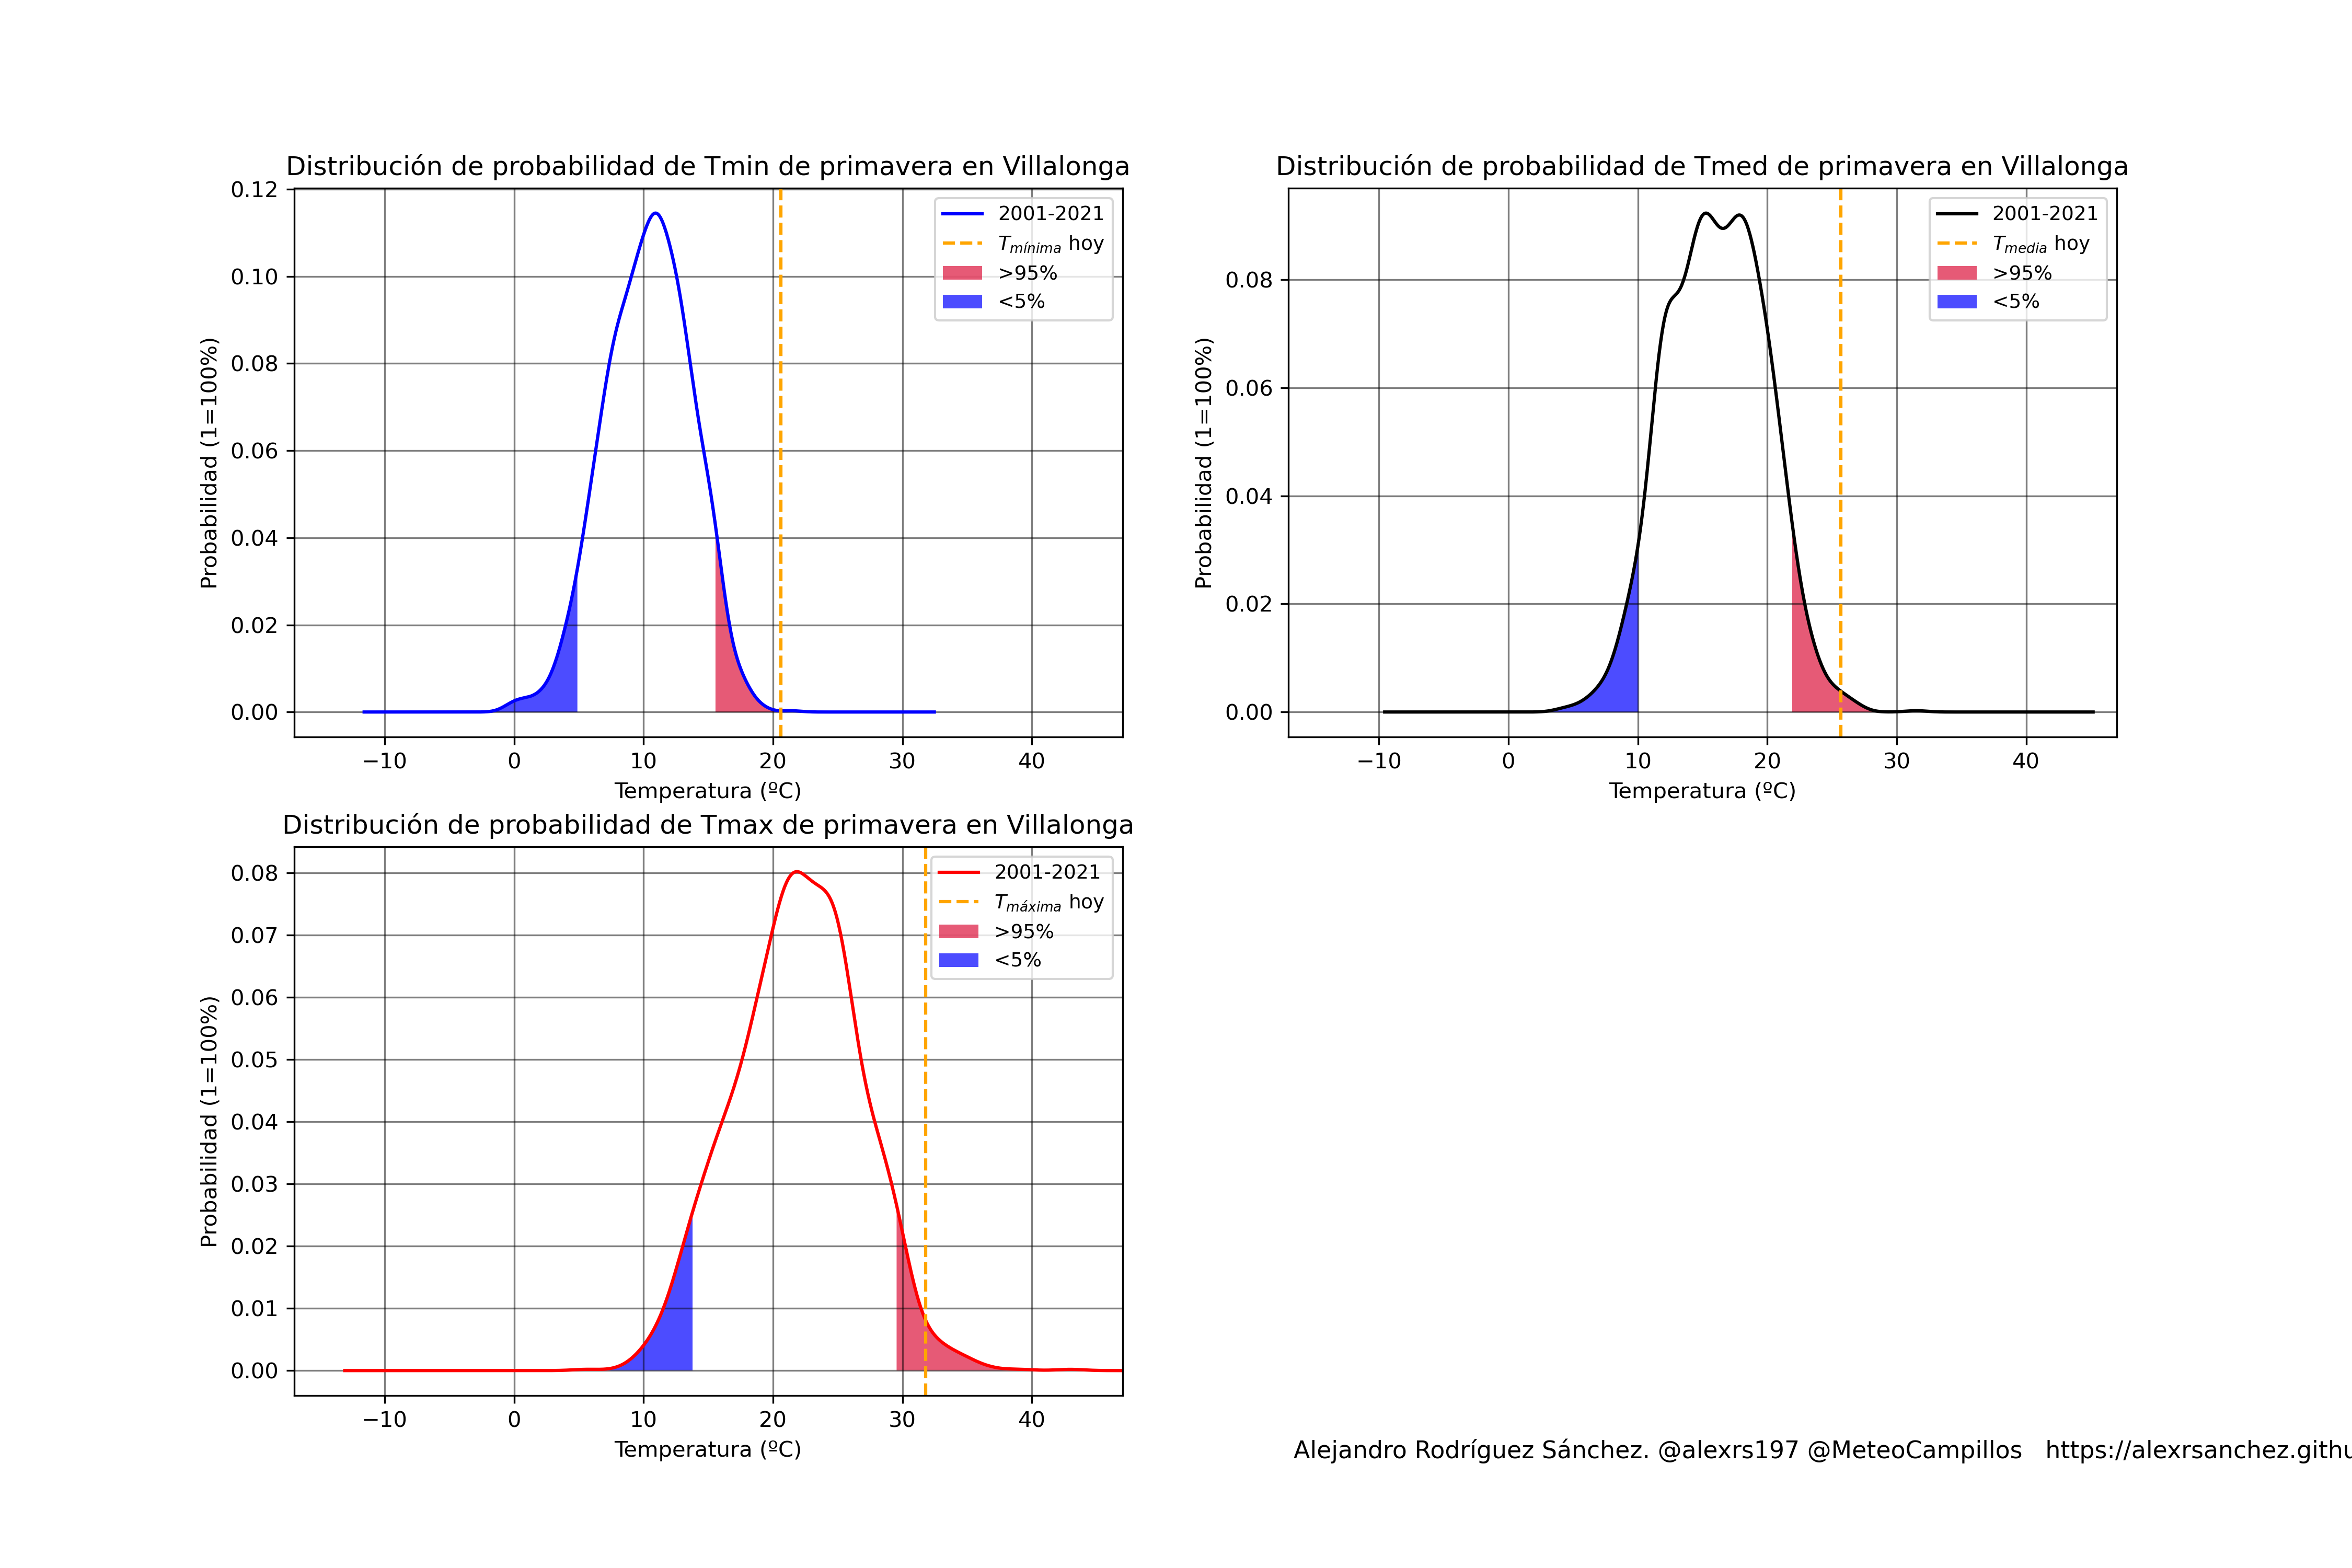 Distribución de probabilidad de Tmin de primavera en Villalonga
0.12
0.10
0.08
0.06
0.04
0.02
0.00
Probabilidad (1=100%)
−10 0 10 20 30 40
Temperatura (ºC)
2001-2021
Tmínima hoy
>95%
<5%
Distribución de probabilidad de Tmed de primavera en Villalonga
0.08
0.06
0.04
0.02
0.00
Probabilidad (1=100%)
−10 0 10 20 30 40
Temperatura (ºC)
2001-2021
Tmedia hoy
>95%
<5%
Distribución de probabilidad de Tmax de primavera en Villalonga
0.08
0.07
0.06
0.05
0.04
0.03
0.02
0.01
0.00
Probabilidad (1=100%)
−10 0 10 20 30 40
Temperatura (ºC)
2001-2021
Tmáxima hoy
>95%
<5%
Alejandro Rodríguez Sánchez. @alexrs197 @MeteoCampillos https://alexrsanchez.githu